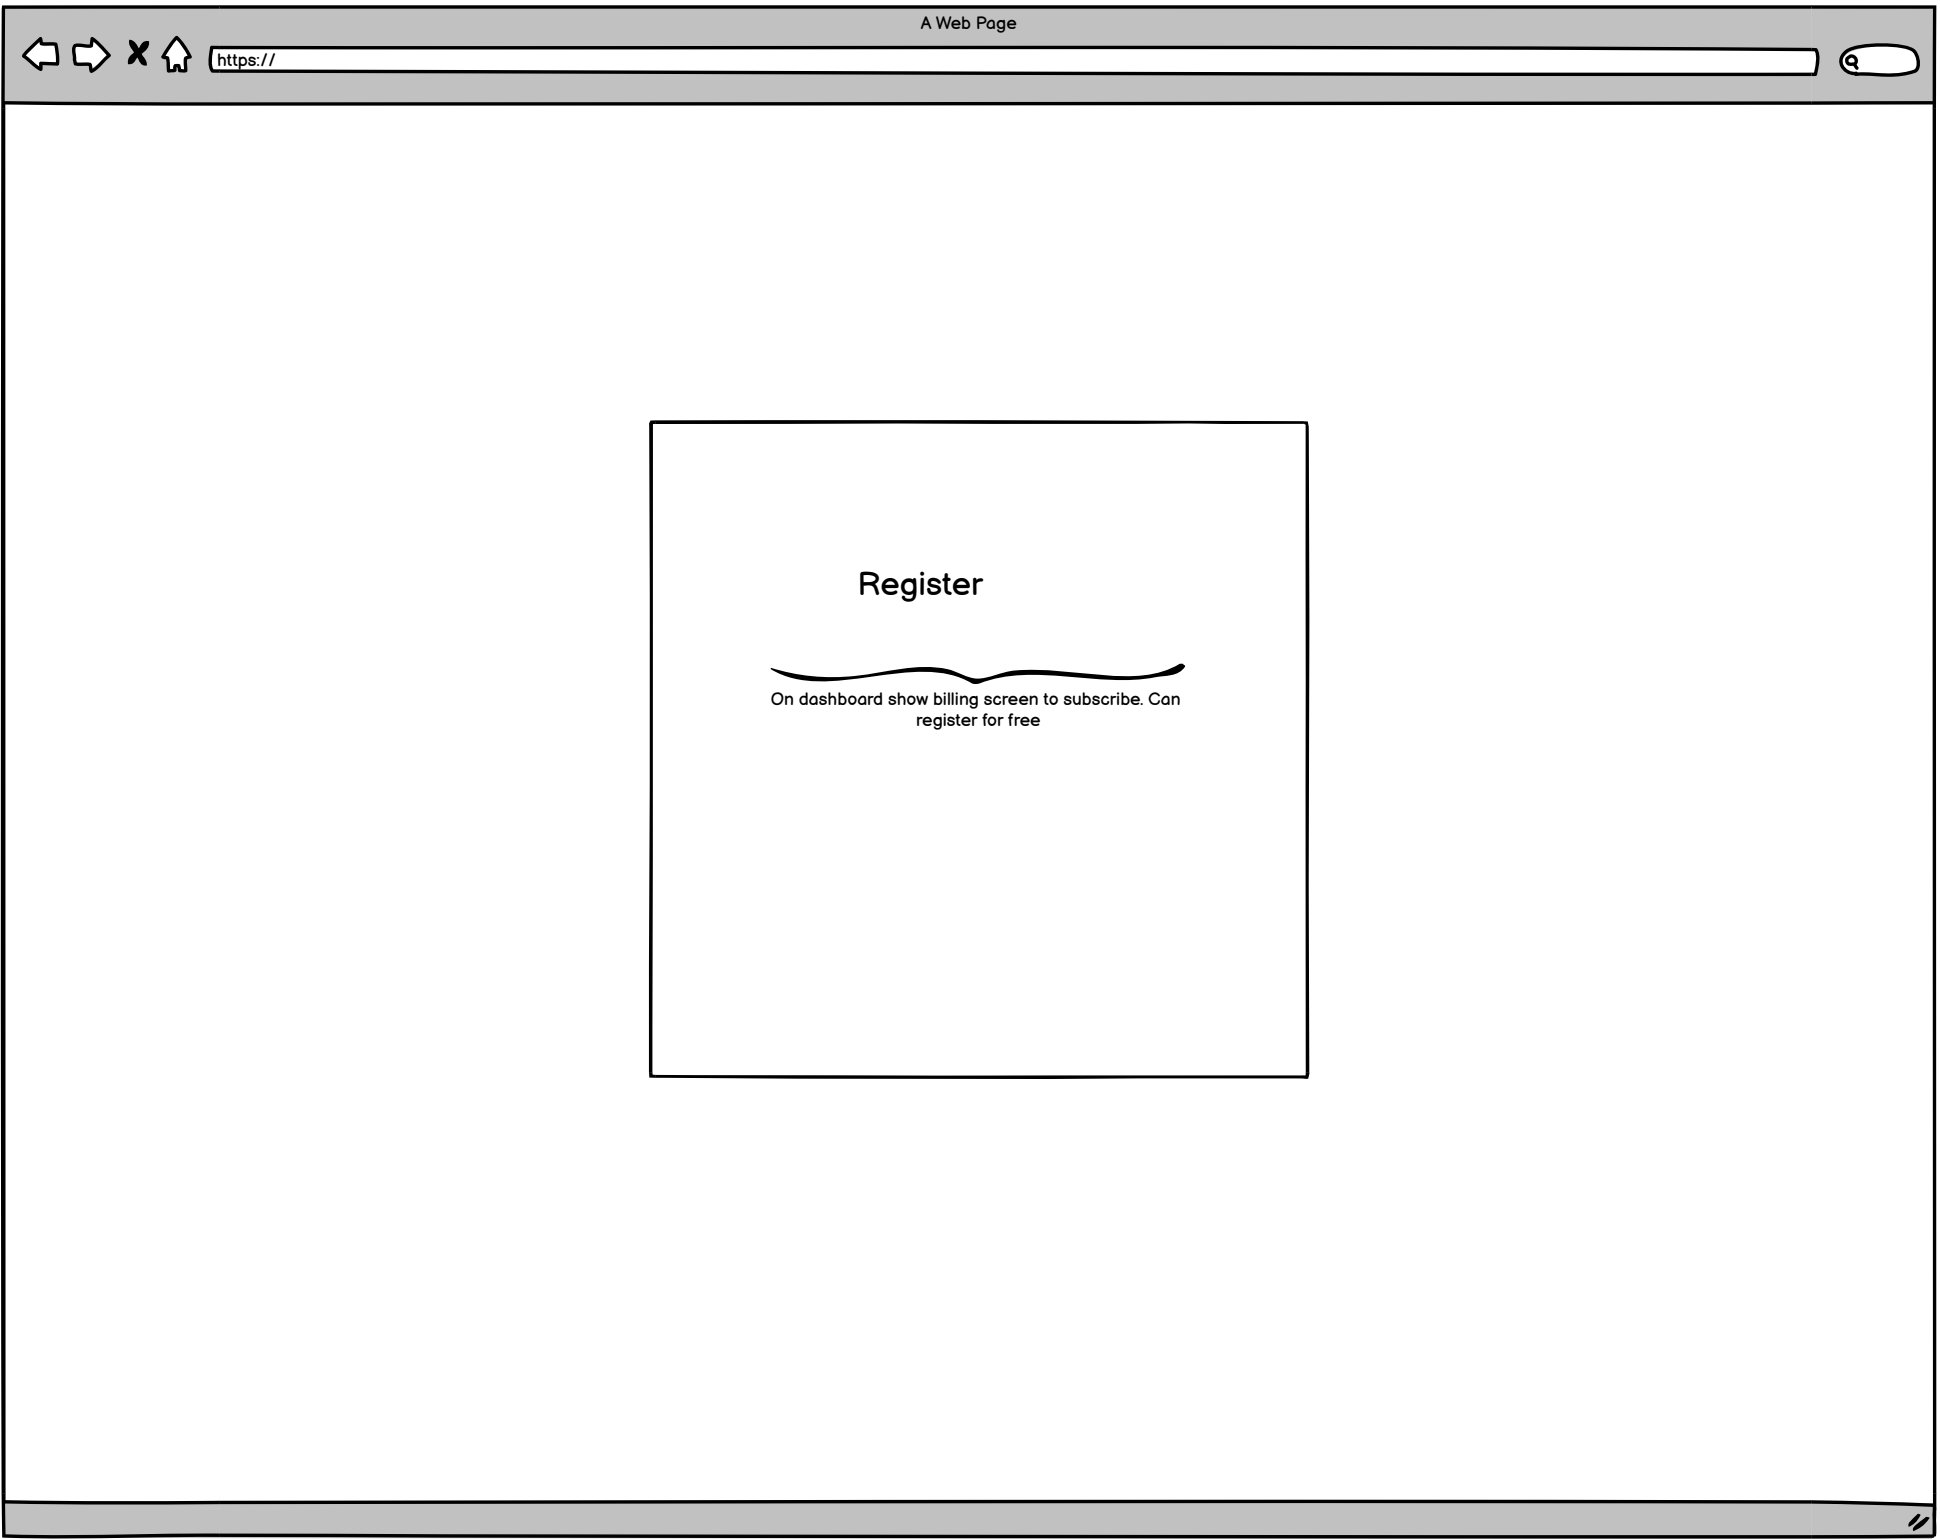 A Web Page
https://
Register
On dashboard show billing screen to subscribe. Can
register for free